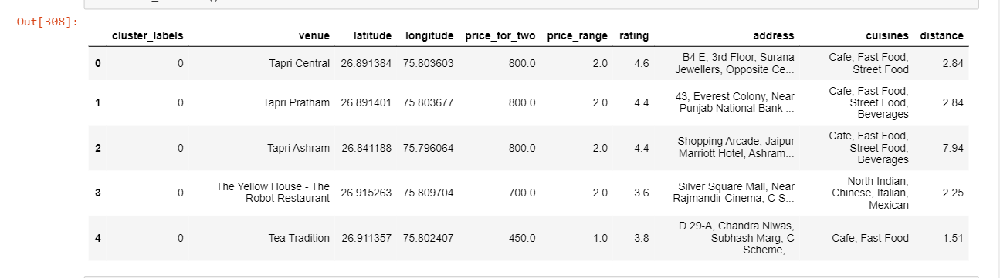 Out[308]:
cluster_labels venue latitude longitude price_for_two price_range rating address cuisines distance
0 0 Tapri Central 26.891384 75.803603 800.0 2.0 4.6 B4 E, 3rd Floor, Surana Jewellers, Opposite Ce... Cafe, Fast Food, Street Food 2.84
1 0 Tapri Pratham 26.891401 75.803677 800.0 2.0 4.4 43, Everest Colony, Near Punjab National Bank ... Cafe, Fast Food, Street Food, Beverages 2.84
2 0 Tapri Ashram 26.841188 75.796064 800.0 2.0 4.4 Shopping Arcade, Jaipur Marriott Hotel, Ashram... Cafe, Fast Food, Street Food, Beverages 7.94
3 0 The Yellow House - The Robot Restaurant 26.915263 75.809704 700.0 2.0 3.6 Silver Square Mall, Near Rajmandir Cinema, C S... North Indian, Chinese, Italian, Mexican 2.25
4 0 Tea Tradition 26.911357 75.802407 450.0 1.0 3.8 D 29-A, Chandra Niwas, Subhash Marg, C Scheme,... Cafe, Fast Food 1.51